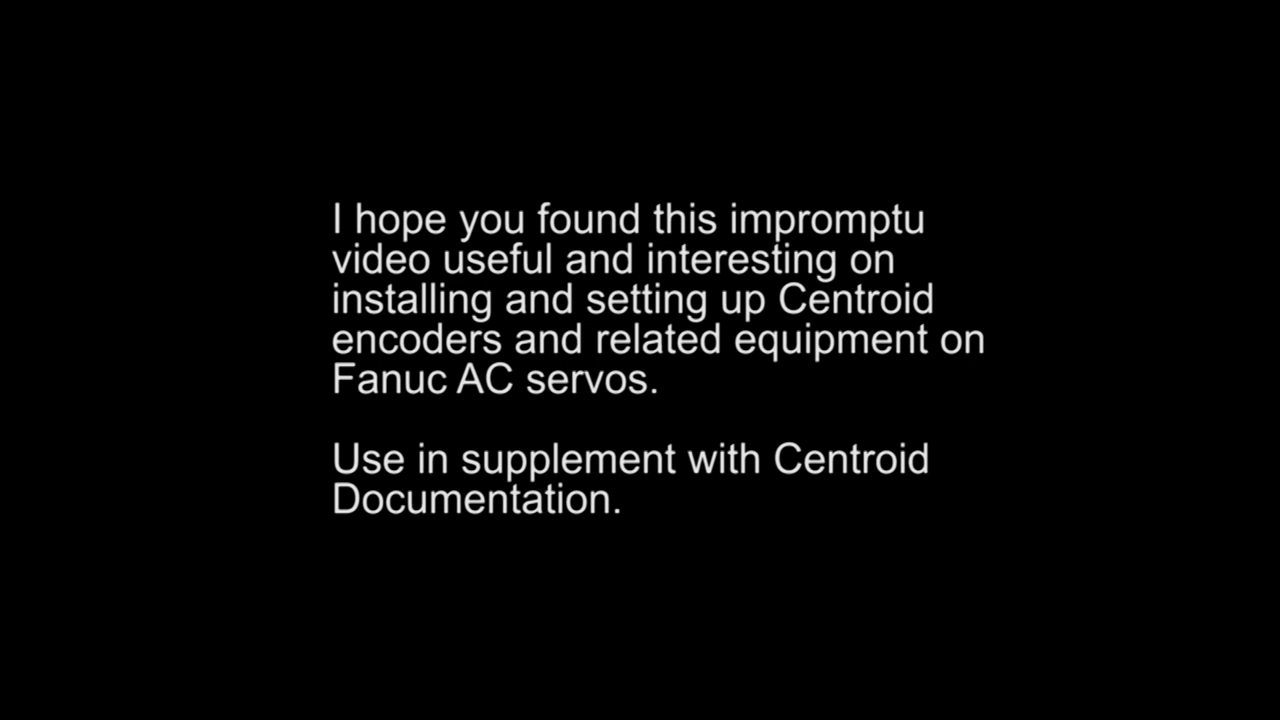 I hope you found this impromptu
video useful and interesting on
installing and setting up Centroid
encoders and related equipment on
Fanuc AC servos.
Use in supplement with Centroid
Documentation.